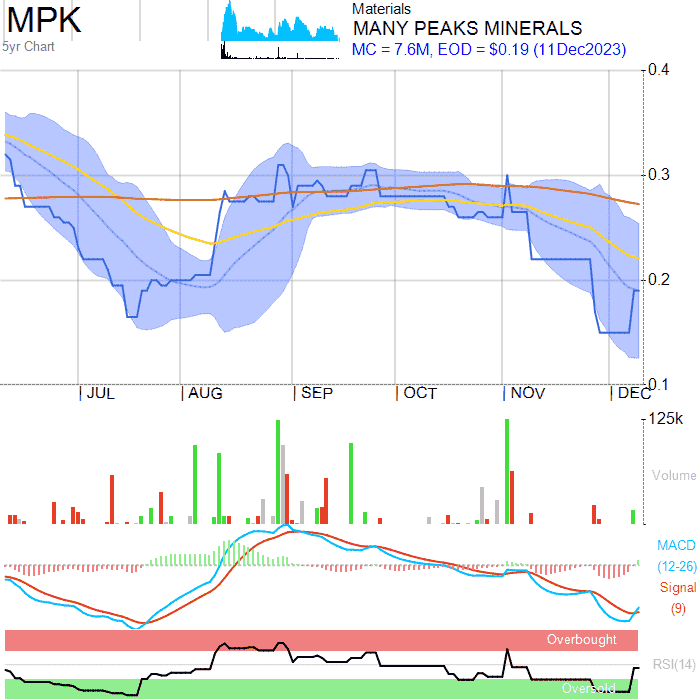 MPK
5yr Chart
Materials
MANY PEAKS MINERALS
MC = 7.6M, EOD = $0.19 (11Dec2023)
0.4
0.3
0.2
0.1
JUL AUG SEP OCT NOV DEC
125k
Volume
MACD
(12-26)
Signal
(9)
Overbought
RSI(14)
Oversold